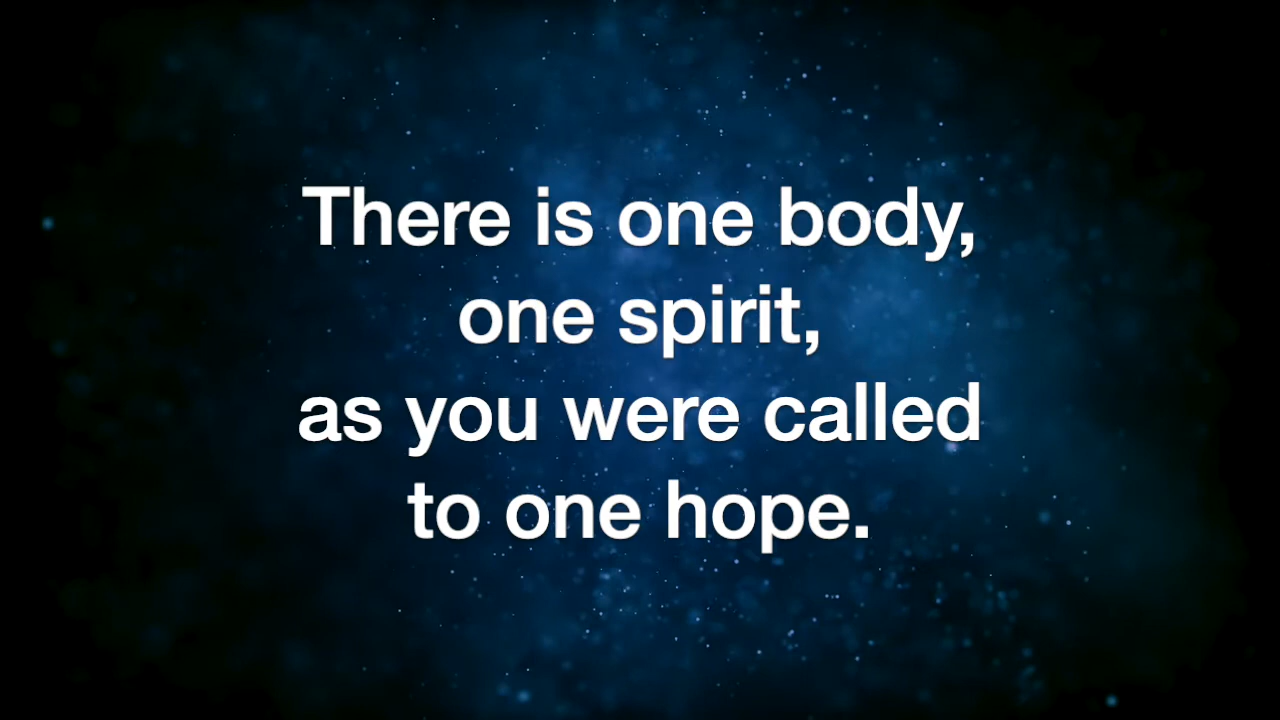 There is one body,
one spirit,
as you were called
to one hope.